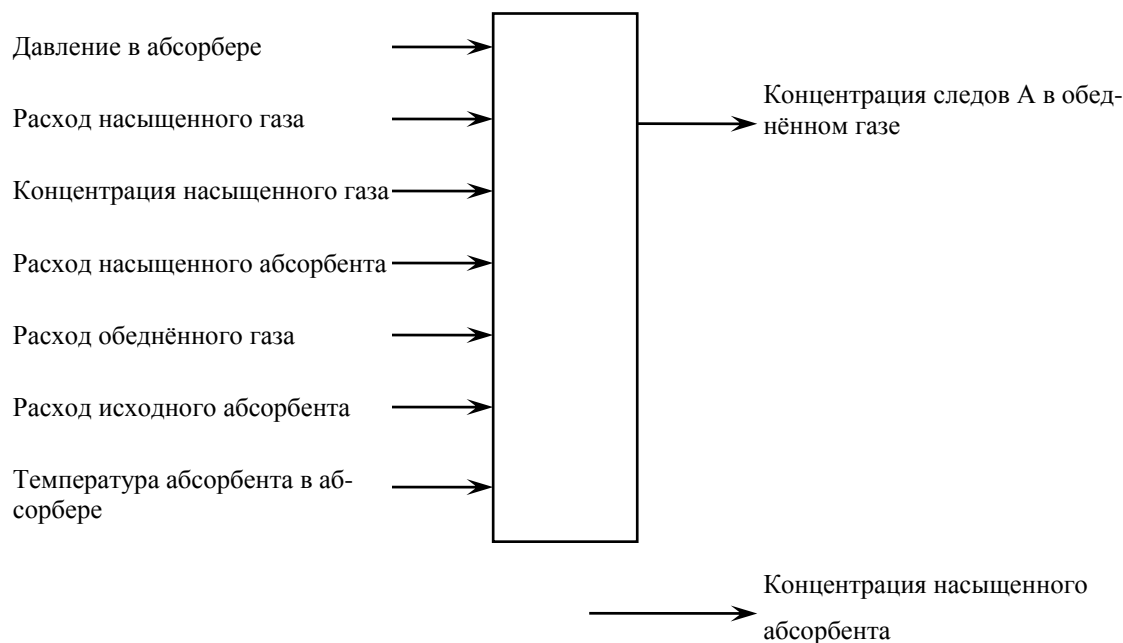 Давление в абсорбере
Расход насыщенного газа
Концентрация насыщенного газа
Расход насыщенного абсорбента
Расход обеднённого газа
Расход исходного абсорбента
Температура абсорбента в аб-
сорбере
Концентрация следов А в обед-
нённом газе
Концентрация насыщенного
абсорбента